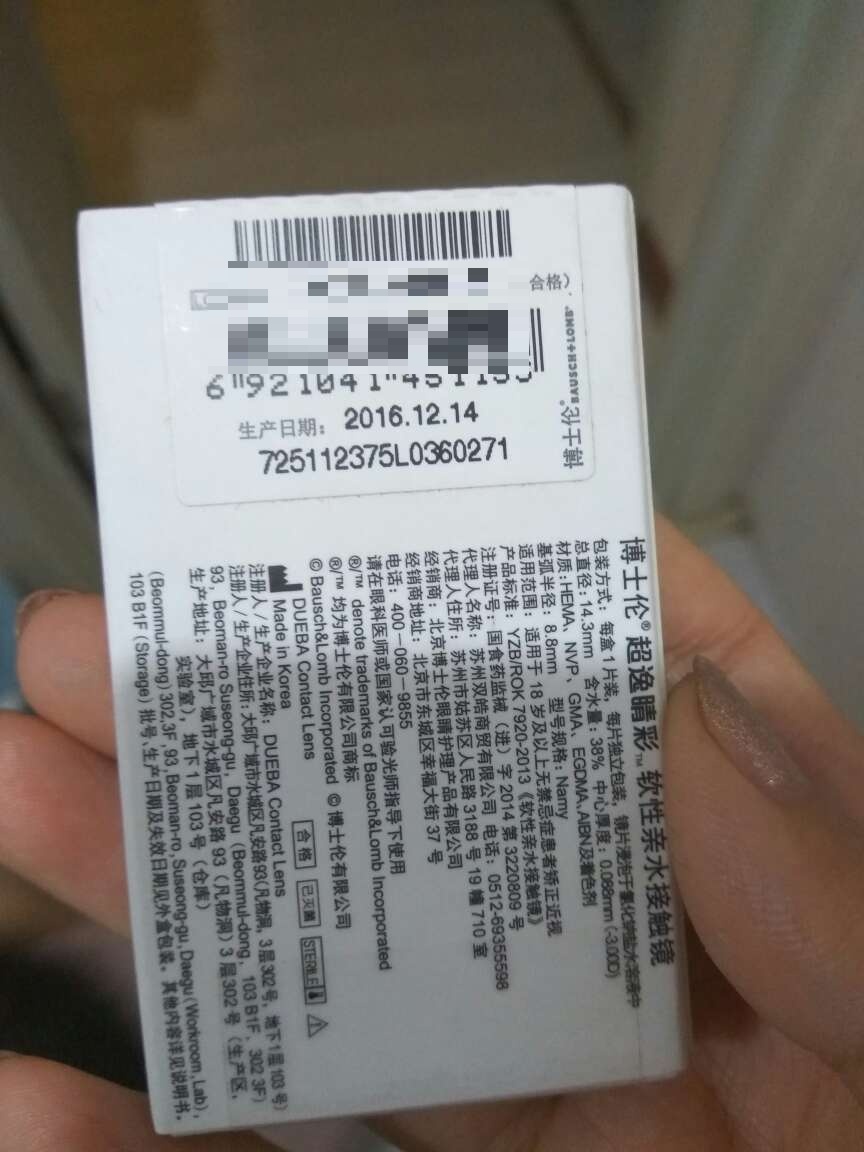 合格)
BAUSCH+LOMB
博士伦
6 921041
生产日期: 2016.12.14
725112375L0360271
博士伦®超逸睛彩™ 软性亲水接触镜
包装方式: 每盒1片装, 每片独立包装, 镜片浸泡于氯化钠盐水溶液中
总直径: 14.3mm 含水量: 38% 中心厚度: 0.088mm (-3.00D)
材质: HEMA、NVP、GMA、EGDMA、AIBN及着色剂
基弧半径: 8.8mm 型号规格: Namy
适用范围: 适用于18岁及以上无禁忌症患者矫正近视
产品标准: YZB/ROK 7920-2013《软性亲水接触镜》
注册证号: 国食药监械 (进) 字2014第3220809号
代理人名称: 苏州双皓商贸有限公司 电话: 0512-69355598
代理人住所: 苏州市姑苏区人民路3188号19幢710室
经销商: 北京博士伦眼睛护理产品有限公司
经销商地址: 北京市东城区幸福大街37号
电话: 400-060-9855
请在眼科医师或国家认可验光师指导下使用
®/™ denote trademarks of Bausch&Lomb Incorporated
®/™ 均为博士伦有限公司商标
© Bausch&Lomb Incorporated © 博士伦有限公司
DUEBA Contact Lens
Made in Korea
合格 已灭菌 STERILE
注册人/生产企业名称: DUEBA Contact Lens
注册人/生产企业住所: 大邱广域市水城区凡安路93(凡物洞, 3层302号, 地下1层103号)
93, Beoman-ro Suseong-gu, Daegu (Beommul-dong, 103 B1F, 302 3F)
生产地址: 大邱广域市水城区凡安路93 (凡物洞) 3层302号 (生产区,
实验室), 地下1层103号 (仓库)
(Beommul-dong) 302,3F, 93, Beoman-ro, Suseong-gu, Daegu (Workroom, Lab),
103 B1F (Storage) 批号、生产日期及失效日期见外盒包装。其他内容详见说明书。